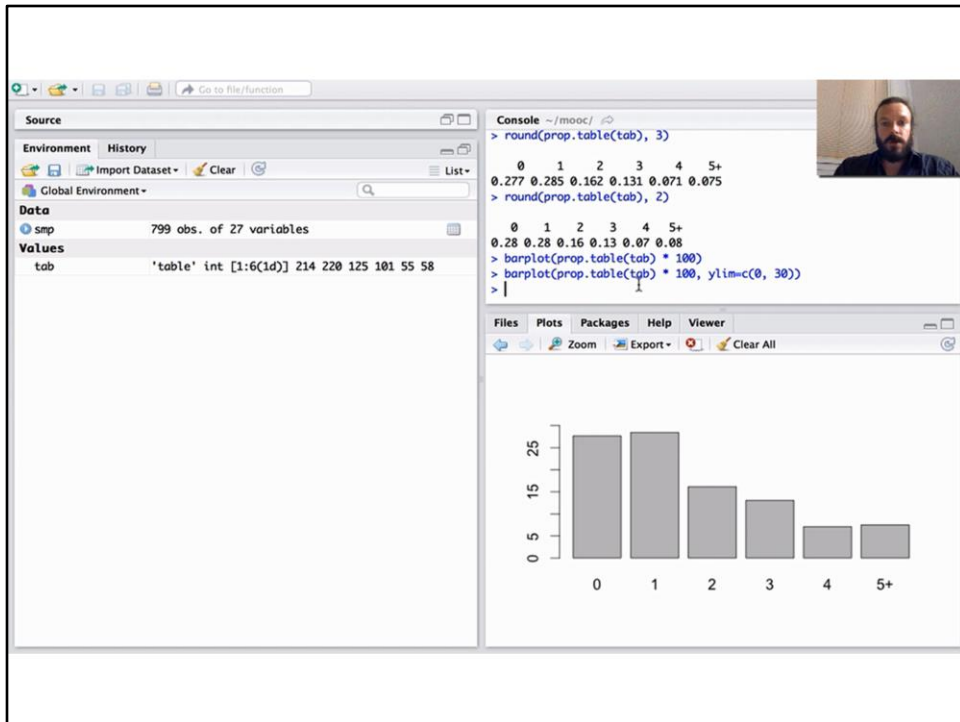 Go to file/function
Source
Environment History
Import Dataset Clear List
Global Environment
Data
smp 799 obs. of 27 variables
Values
tab 'table' int [1:6(1d)] 214 220 125 101 55 58
Console ~/mooc/
> round(prop.table(tab), 3)
0 1 2 3 4 5+
0.277 0.285 0.162 0.131 0.071 0.075
> round(prop.table(tab), 2)
0 1 2 3 4 5+
0.28 0.28 0.16 0.13 0.07 0.08
> barplot(prop.table(tab) * 100)
> barplot(prop.table(tab) * 100, ylim=c(0, 30))
>
Files Plots Packages Help Viewer
Zoom Export Clear All
25
15
5
0
0 1 2 3 4 5+